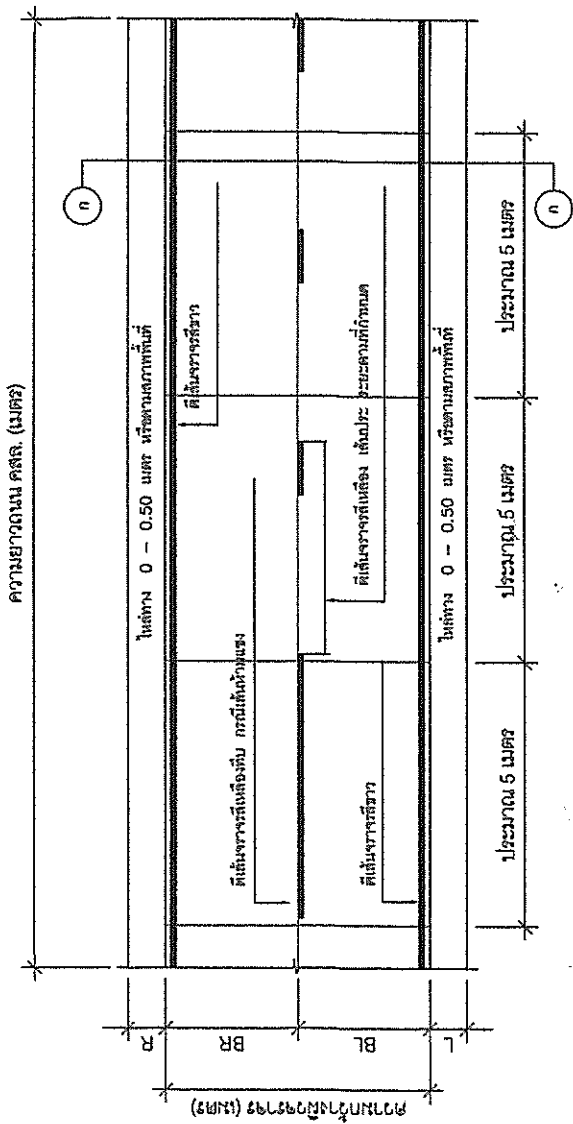 ความยาวถนน คสล. (เมตร)
ก
ไหล่ทาง 0 - 0.50 เมตร หรือตามสภาพพื้นที่
ตีเส้นจราจรสีขาว
ตีเส้นจราจรสีเหลืองทึบ กรณีเส้นห้ามแซง
ตีเส้นจราจรสีเหลือง เส้นประ ระยะตามที่กำหนด
ตีเส้นจราจรสีขาว
ไหล่ทาง 0 - 0.50 เมตร หรือตามสภาพพื้นที่
ประมาณ 5 เมตร
ประมาณ 5 เมตร
ประมาณ 5 เมตร
ก
R
BR
BL
L
ความกว้างผิวจราจร (เมตร)